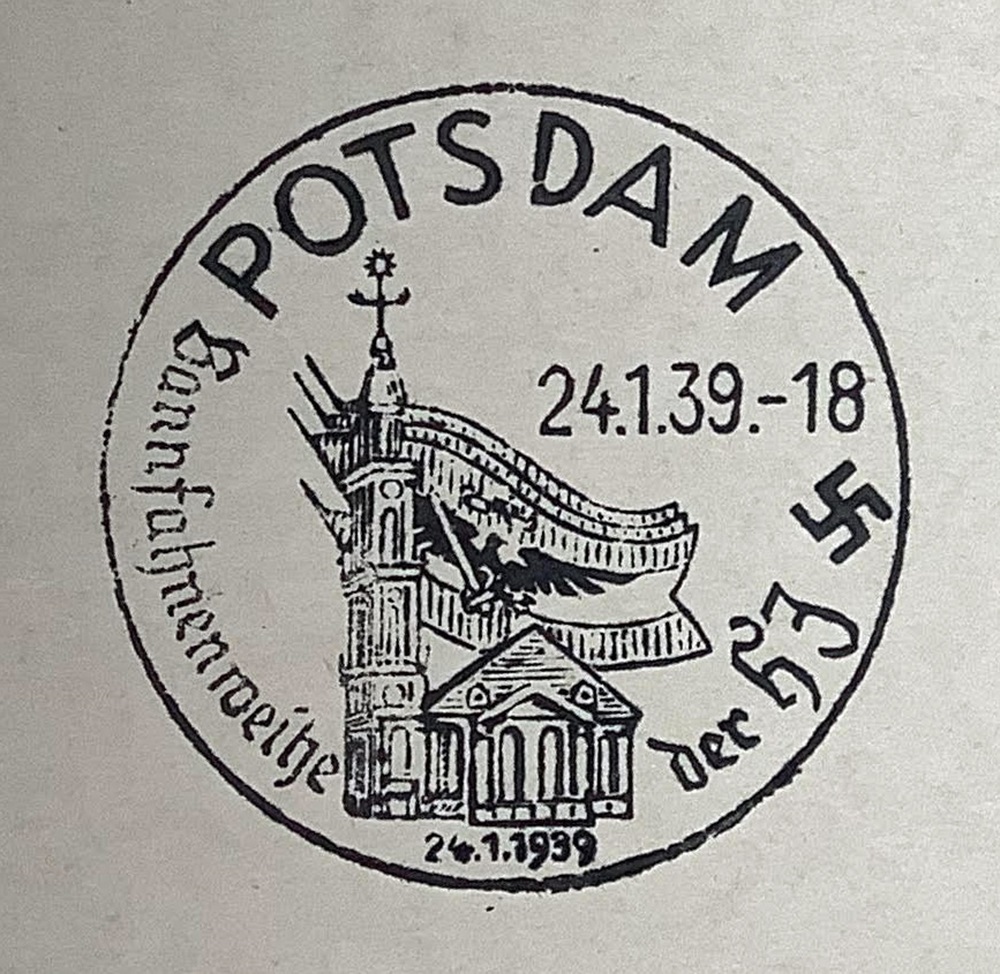 POTSDAM
24.1.39.-18
Bannfahnenweihe
der HJ
24.1.1939